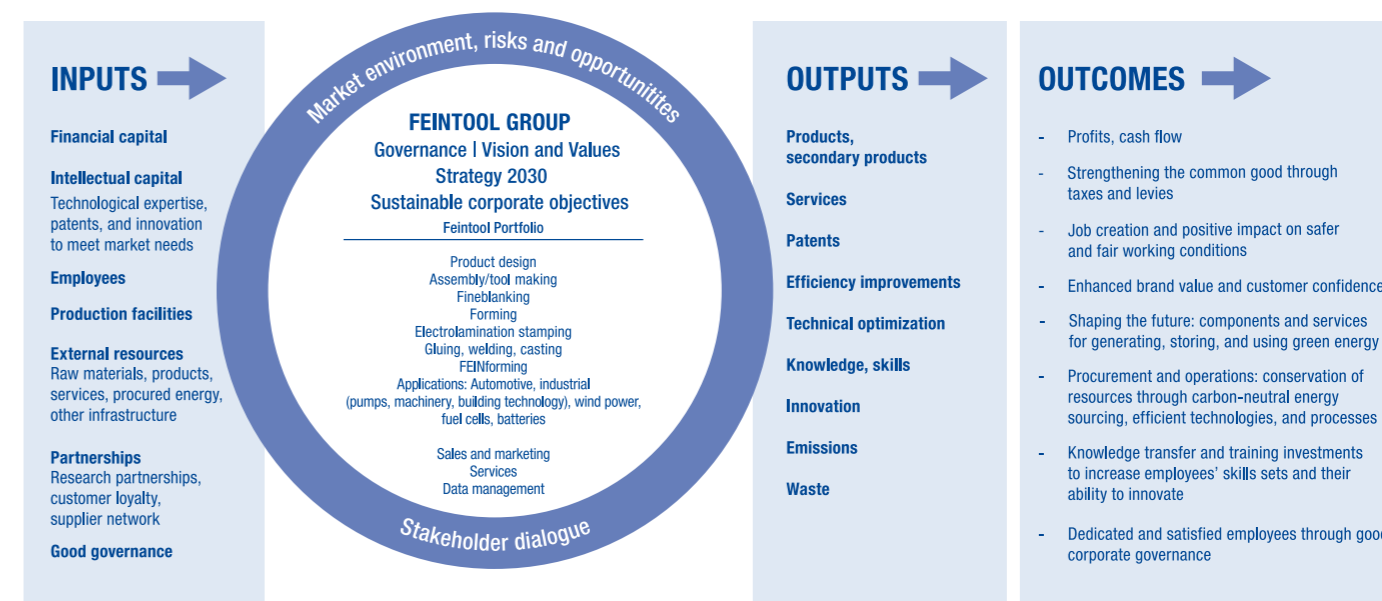 INPUTS
Financial capital
Intellectual capital
Technological expertise,
patents, and innovation
to meet market needs
Employees
Production facilities
External resources
Raw materials, products,
services, procured energy,
other infrastructure
Partnerships
Research partnerships,
customer loyalty,
supplier network
Good governance
Market environment, risks and opportunitites
FEINTOOL GROUP
Governance | Vision and Values
Strategy 2030
Sustainable corporate objectives
Feintool Portfolio
Product design
Assembly/tool making
Fineblanking
Forming
Electrolamination stamping
Gluing, welding, casting
FEINforming
Applications: Automotive, industrial
(pumps, machinery, building technology), wind power,
fuel cells, batteries
Sales and marketing
Services
Data management
Stakeholder dialogue
OUTPUTS
Products,
secondary products
Services
Patents
Efficiency improvements
Technical optimization
Knowledge, skills
Innovation
Emissions
Waste
OUTCOMES
- Profits, cash flow
- Strengthening the common good through
taxes and levies
- Job creation and positive impact on safer
and fair working conditions
- Enhanced brand value and customer confidence
- Shaping the future: components and services
for generating, storing, and using green energy
- Procurement and operations: conservation of
resources through carbon-neutral energy
sourcing, efficient technologies, and processes
- Knowledge transfer and training investments
to increase employees' skills sets and their
ability to innovate
- Dedicated and satisfied employees through good
corporate governance